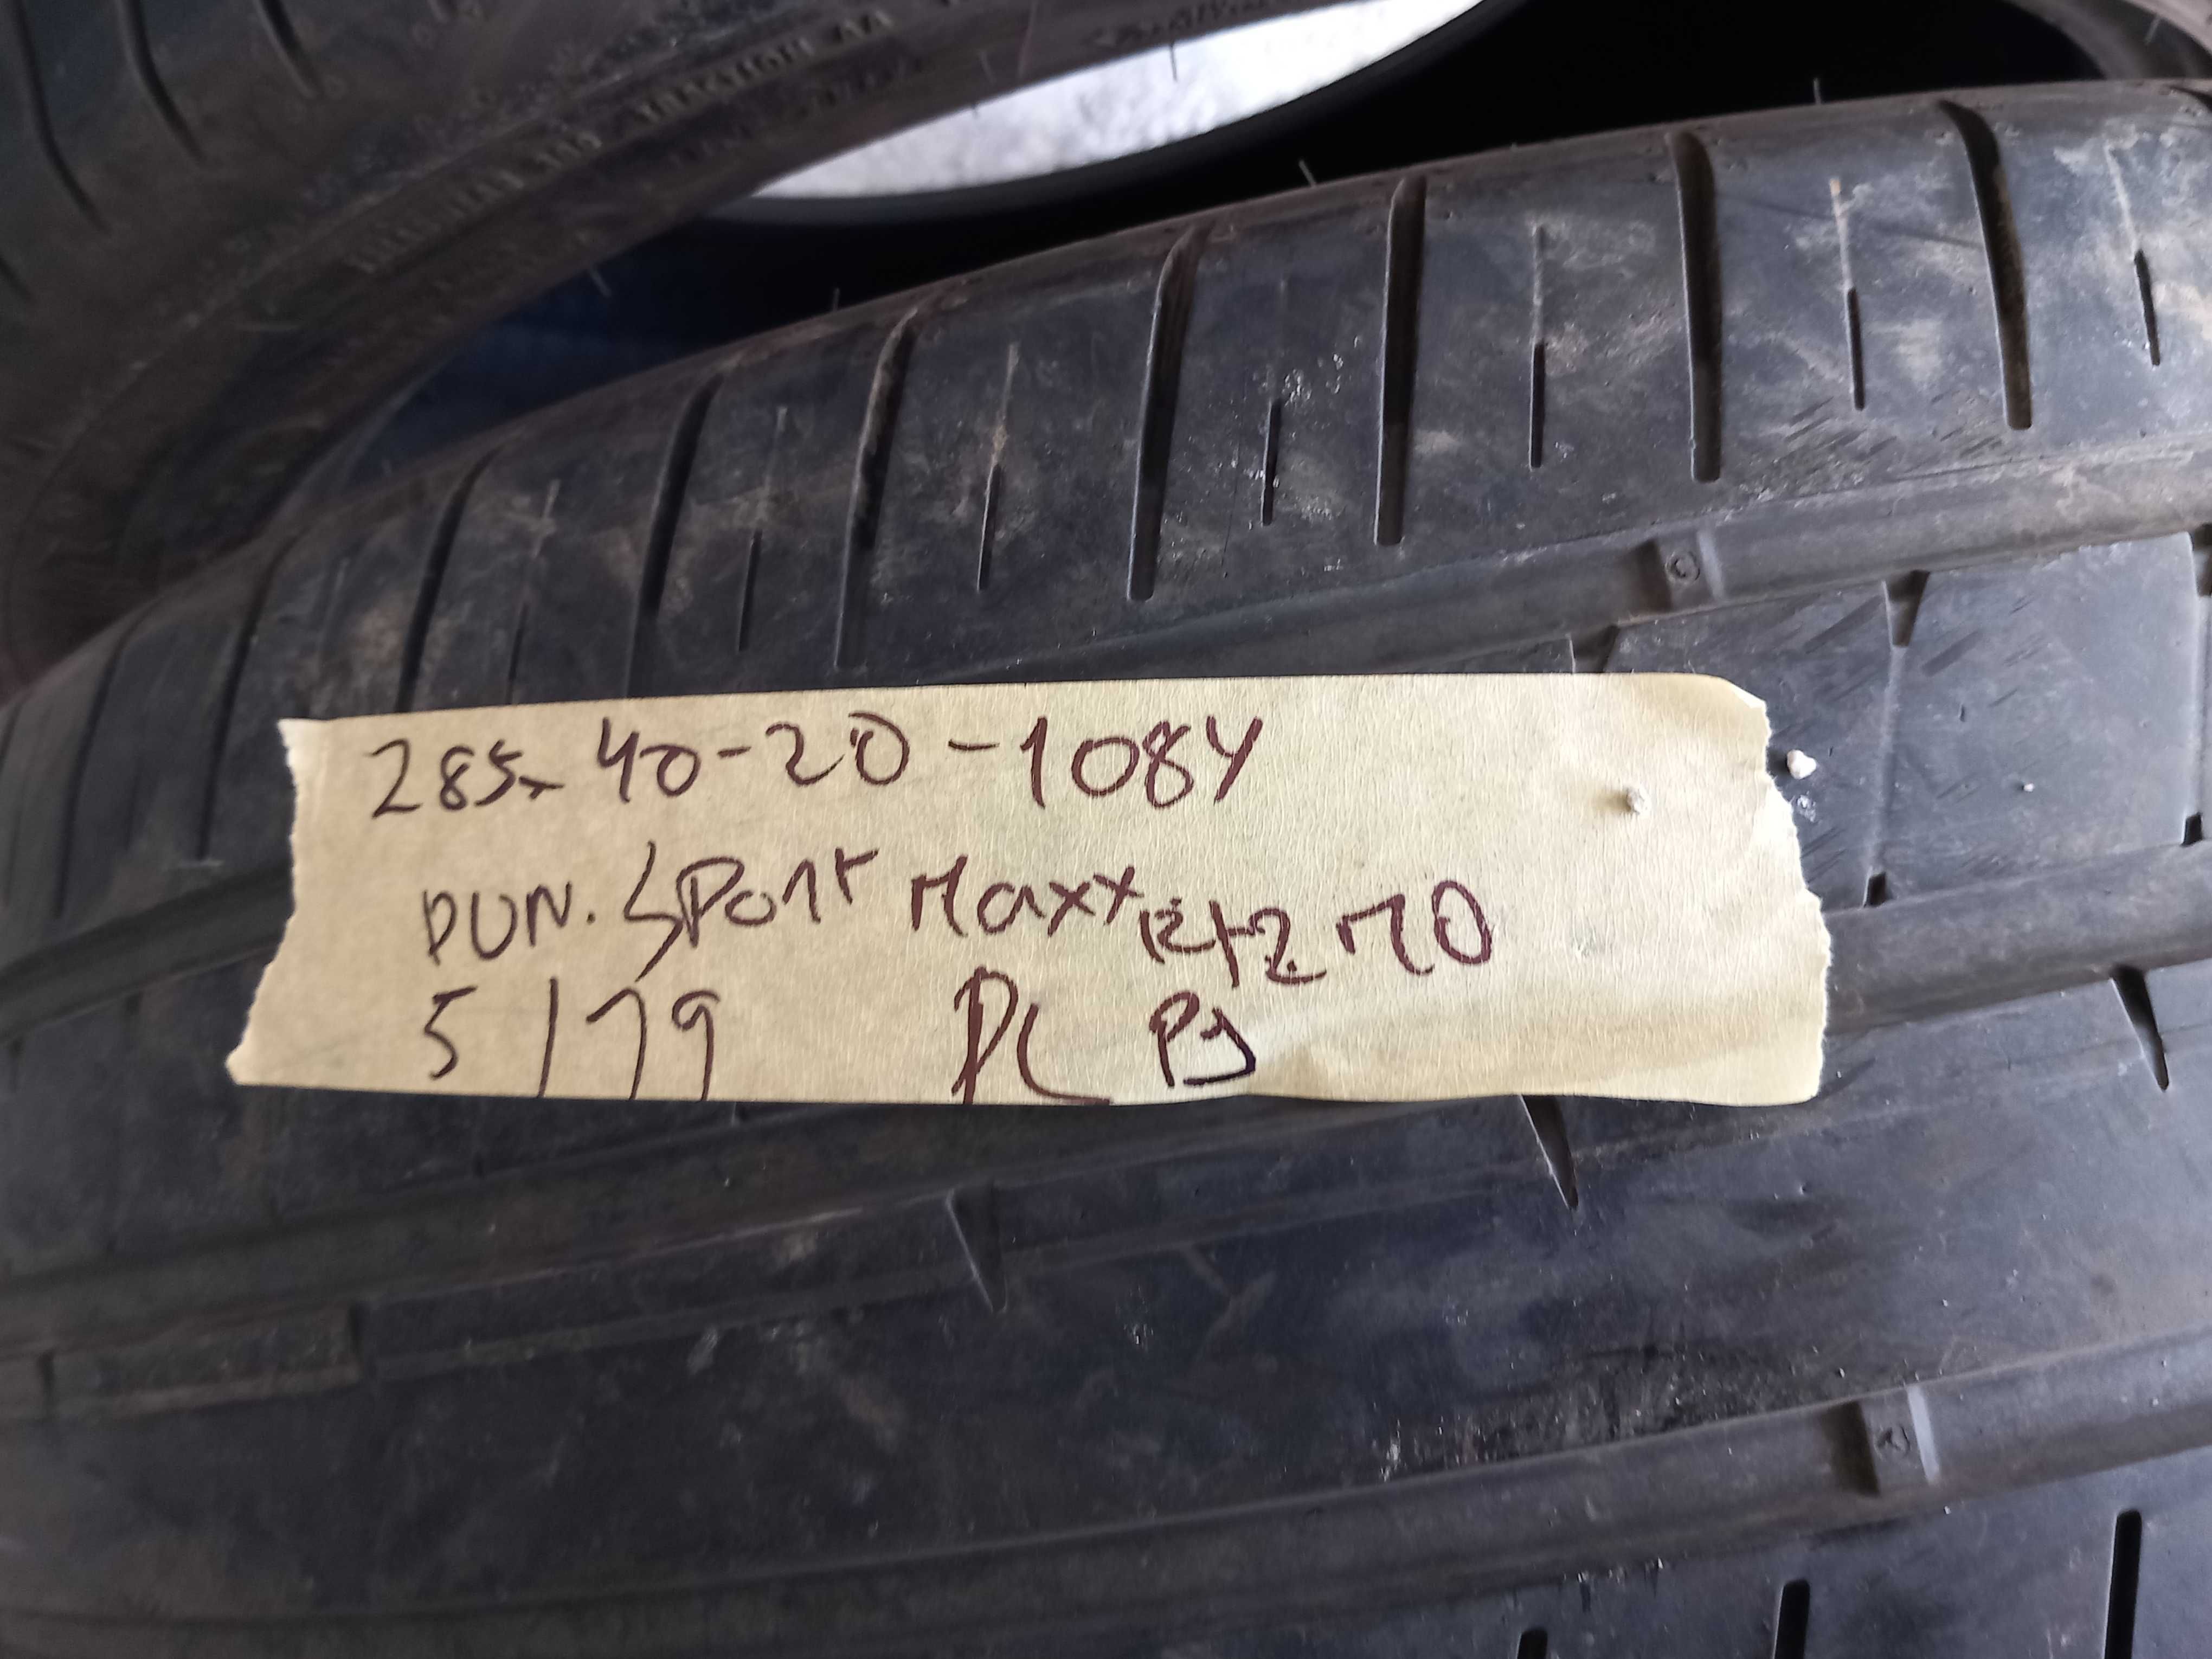 285-40-20-108Y
DUN. SPORT MAXX RT2 MO
5/19 PL PJ